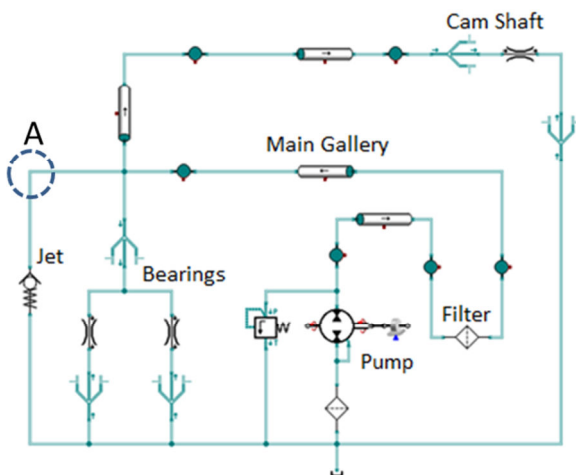 Cam Shaft
A
Main Gallery
Jet
Bearings
Filter
Pump